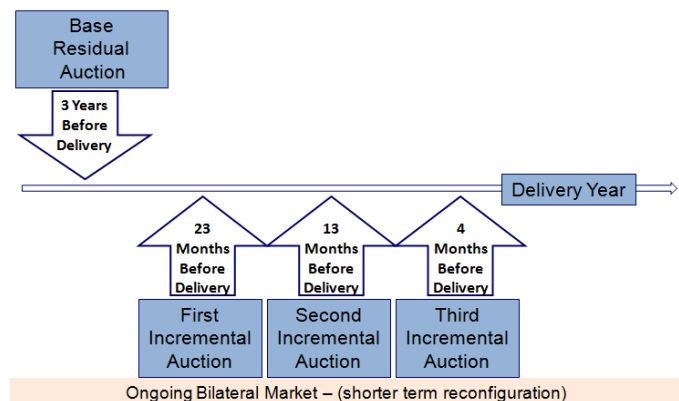 Base
Residual
Auction
3 Years
Before
Delivery
Delivery Year
23
Months
Before
Delivery
13
Months
Before
Delivery
4
Months
Before
Delivery
First
Incremental
Auction
Second
Incremental
Auction
Third
Incremental
Auction
Ongoing Bilateral Market – (shorter term reconfiguration)